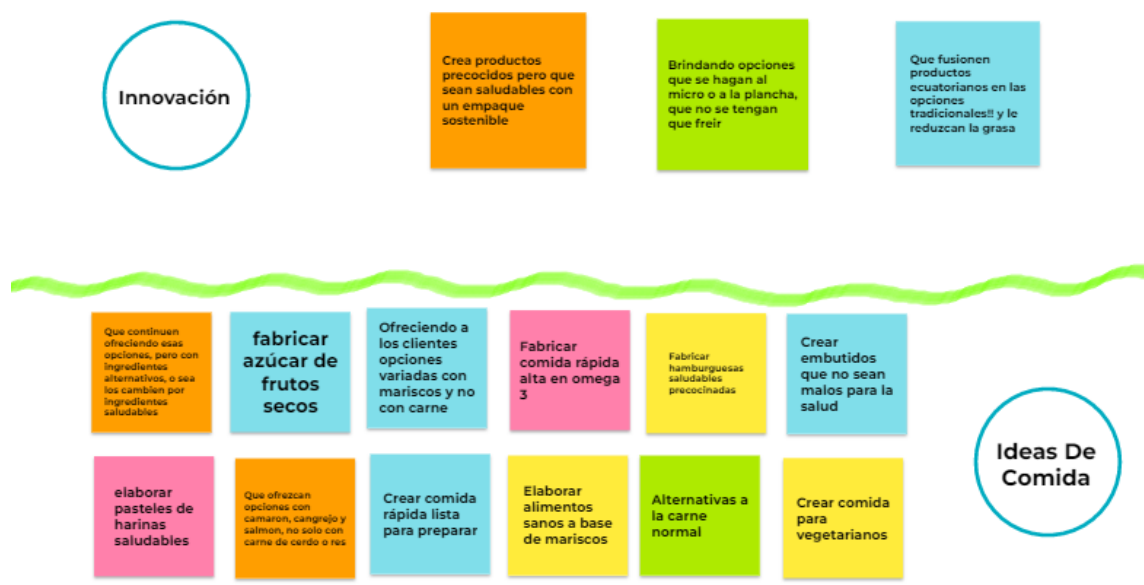 Innovación
Crea productos
precocidos pero que
sean saludables con
un empaque
sostenible
Brindando opciones
que se hagan al
micro o a la plancha,
que no se tengan
que freir
Que fusionen
productos
ecuatorianos en las
opciones
tradicionales!! y le
reduzcan la grasa
Que continuen
ofreciendo esas
opciones, pero con
ingredientes
alternativos, o sea
los cambien por
ingredientes
saludables
fabricar
azúcar de
frutos
secos
Ofreciendo a
los clientes
opciones
variadas con
mariscos y no
con carne
Fabricar
comida rápida
alta en omega
3
Fabricar
hamburguesas
saludables
precocinadas
Crear
embutidos
que no sean
malos para la
salud
elaborar
pasteles de
harinas
saludables
Que ofrezcan
opciones con
camaron, cangrejo y
salmon, no solo con
carne de cerdo o res
Crear comida
rápida lista
para preparar
Elaborar
alimentos
sanos a base
de mariscos
Alternativas a
la carne
normal
Crear comida
para
vegetarianos
Ideas De
Comida